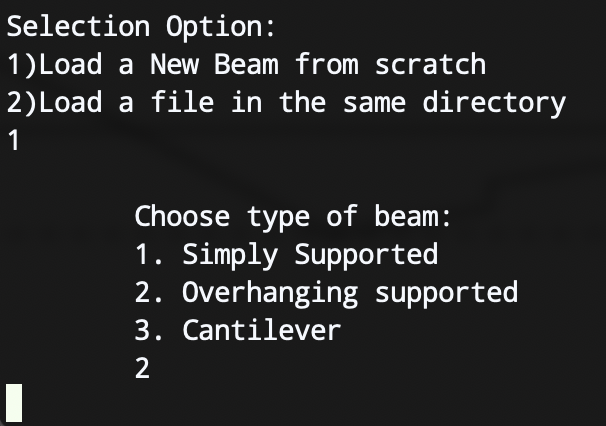 Selection Option:
1)Load a New Beam from scratch
2)Load a file in the same directory
1
Choose type of beam:
1. Simply Supported
2. Overhanging supported
3. Cantilever
2